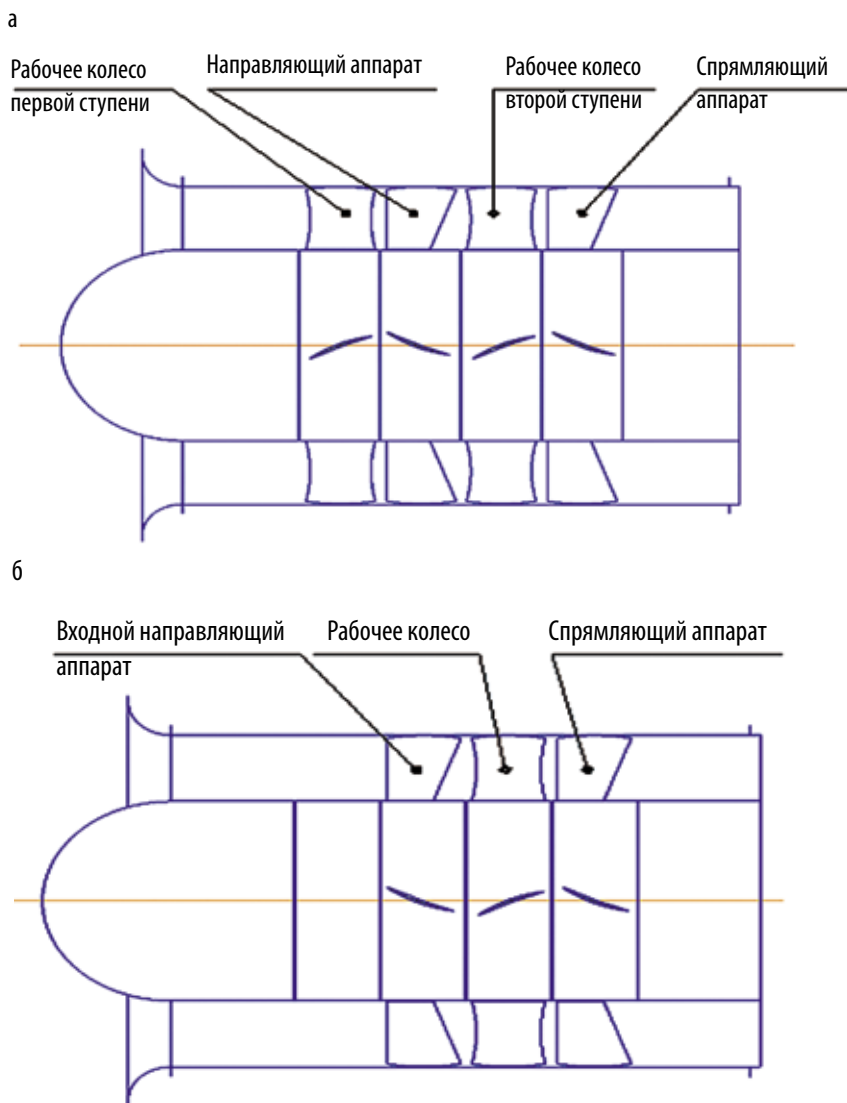 а
Рабочее колесо
первой ступени
Направляющий аппарат
Рабочее колесо
второй ступени
Спрямляющий
аппарат
б
Входной направляющий
аппарат
Рабочее колесо
Спрямляющий аппарат